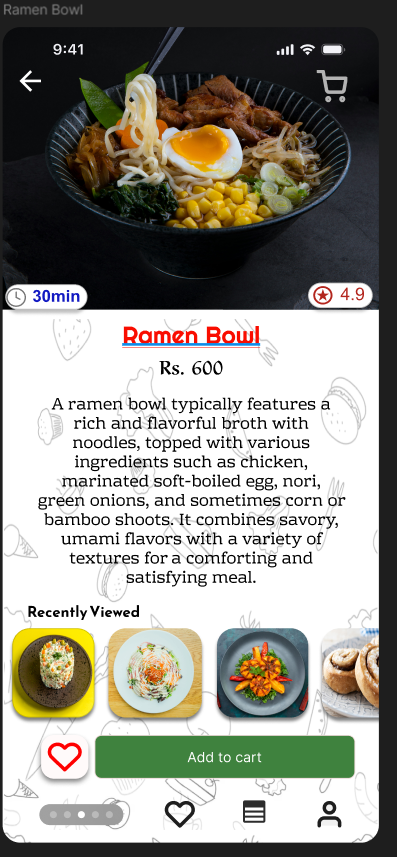 Ramen Bowl
9:41
30min
4.9
Ramen Bowl
Rs. 600
A ramen bowl typically features a
rich and flavorful broth with
noodles, topped with various
ingredients such as chicken,
marinated soft-boiled egg, nori,
green onions, and sometimes corn or
bamboo shoots. It combines savory,
umami flavors with a variety of
textures for a comforting and
satisfying meal.
Recently Viewed
Add to cart